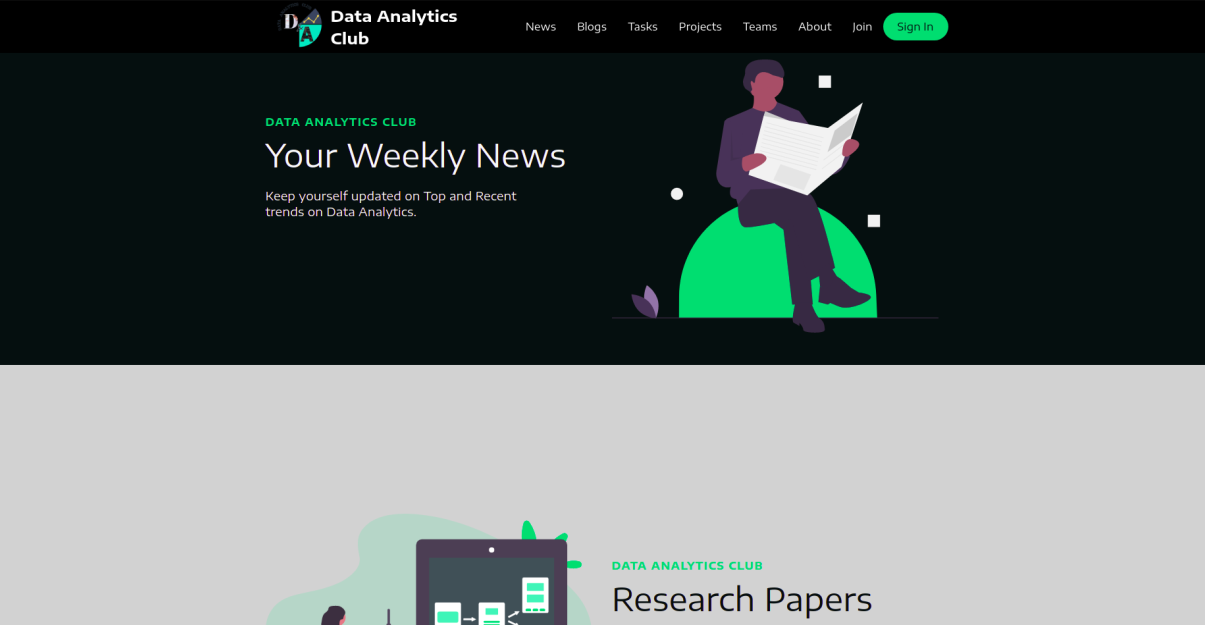 Data Analytics
Club
News Blogs Tasks Projects Teams About Join Sign In
D
A
DATA ANALYTICS CLUB
Your Weekly News
Keep yourself updated on Top and Recent
trends on Data Analytics.
DATA ANALYTICS CLUB
Research Papers